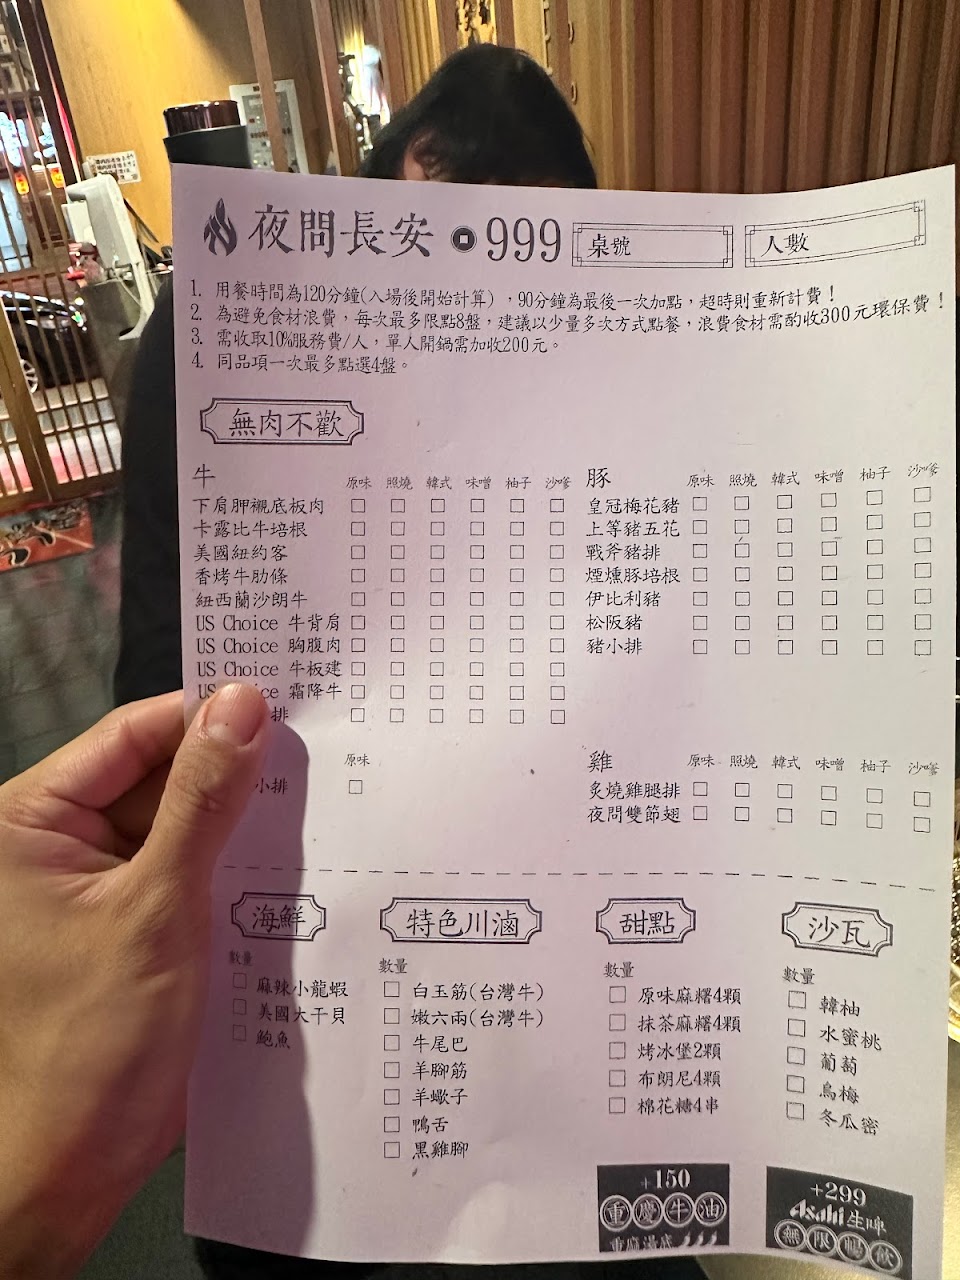 夜問長安 999 桌號 人數
1. 用餐時間為120分鐘(入場後開始計算),90分鐘為最後一次加點,超時則重新計費!
2. 為避免食材浪費,每次最多限點8盤,建議以少量多次方式點餐,浪費食材需酌收300元環保費!
3. 需收取10%服務費/人,單人開鍋需加收200元。
4. 同品項一次最多點選4盤。
無肉不歡
牛 原味 照燒 韓式 味噌 柚子 沙嗲
下肩胛襯底板肉
卡露比牛培根
美國紐約客
香烤牛肋條
紐西蘭沙朗牛
US Choice 牛背肩
US Choice 胸腹肉
US Choice 牛板建
US Choice 霜降牛
排
原味
小排
豚 原味 照燒 韓式 味噌 柚子 沙嗲
皇冠梅花豬
上等豬五花
戰斧豬排
煙燻豚培根
伊比利豬
松阪豬
豬小排
雞 原味 照燒 韓式 味噌 柚子 沙嗲
炙燒雞腿排
夜問雙節翅
海鮮
數量
麻辣小龍蝦
美國大干貝
鮑魚
特色川滷
數量
白玉筋(台灣牛)
嫩六兩(台灣牛)
牛尾巴
羊腳筋
羊蠍子
鴨舌
黑雞腳
甜點
數量
原味麻糬4顆
抹茶麻糬4顆
烤冰堡2顆
布朗尼4顆
棉花糖4串
+150
重慶牛油
重麻湯底
沙瓦
數量
韓柚
水蜜桃
葡萄
烏梅
冬瓜密
+299
Asahi生啤
無限暢飲